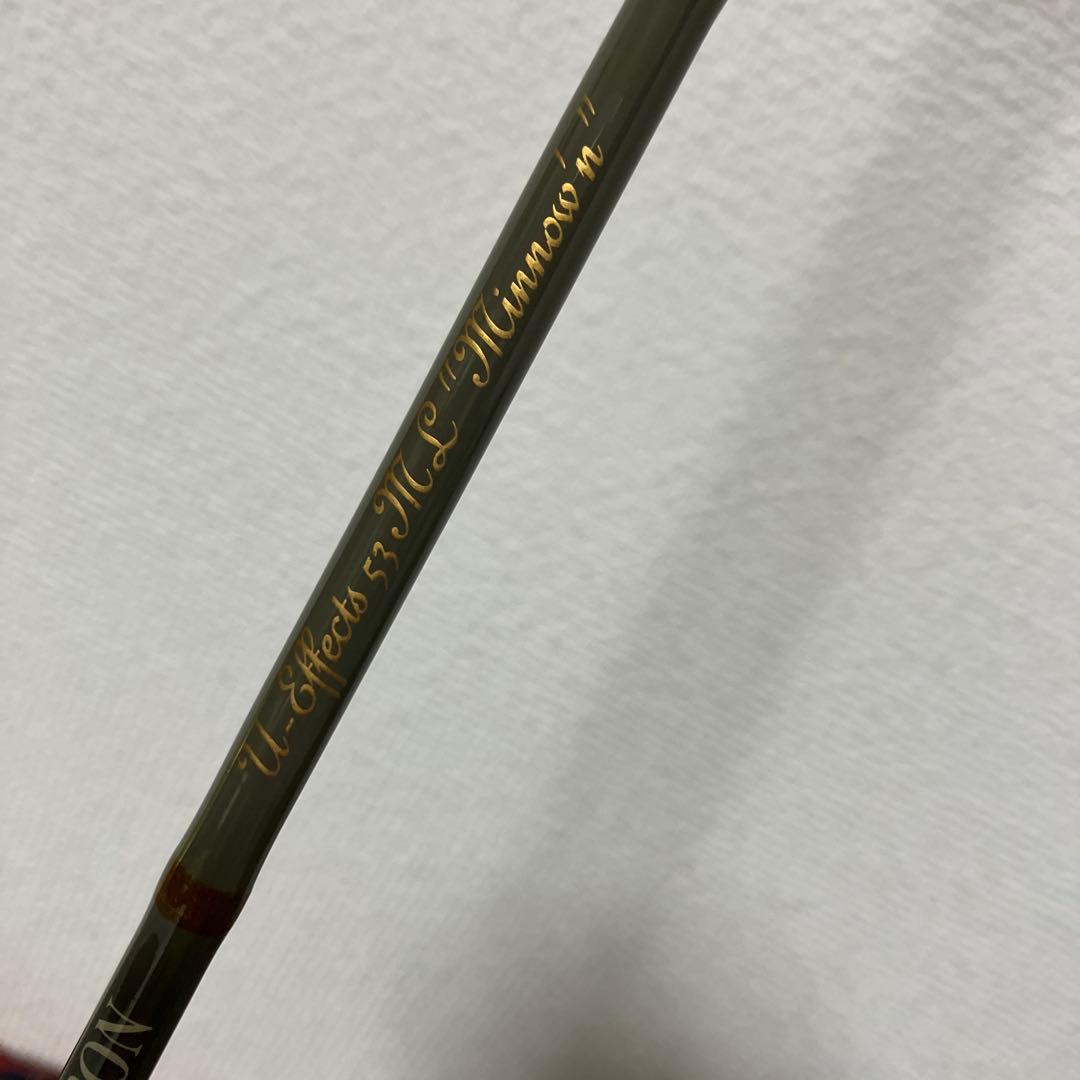 U-Effects 53 ML "Minnow'n"